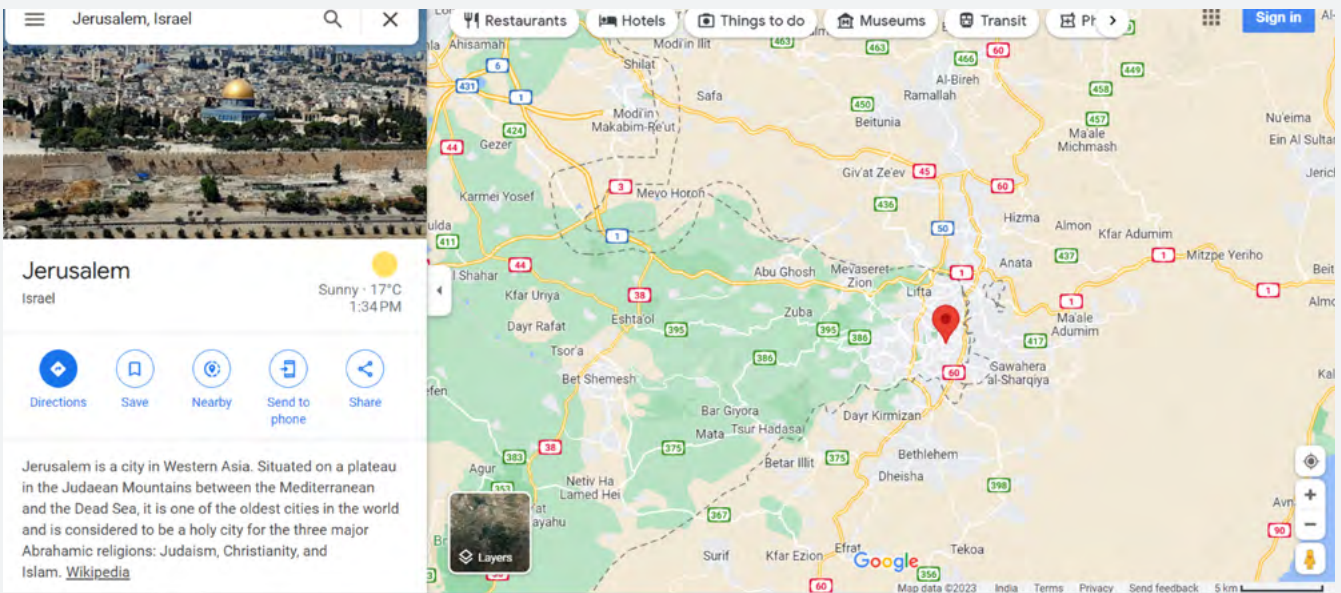 Jerusalem, Israel
Restaurants
Hotels
Things to do
Museums
Transit
Sign in
Jerusalem
Israel
Sunny · 17°C
1:34 PM
Directions
Save
Nearby
Send to
phone
Share
Jerusalem is a city in Western Asia. Situated on a plateau
in the Judaean Mountains between the Mediterranean
and the Dead Sea, it is one of the oldest cities in the world
and is considered to be a holy city for the three major
Abrahamic religions: Judaism, Christianity, and
Islam. Wikipedia
Ahisamah
Modi'in Ilit
463
463
60
6
Shilat
466
449
431
1
Safa
Al-Bireh
Ramallah
458
450
Modi'in
Makabim-Re'ut
Beitunia
457
Nu'eima
424
Ma'ale
Michmash
44
Gezer
Giv'at Ze'ev
45
3
Mevo Horon
60
Karmei Yosef
436
Hizma
Almon
Kfar Adumim
411
1
50
44
Abu Ghosh
Mevaseret
Zion
1
Anata
437
1
Mitzpe Yeriho
Kfar Uriya
38
Lifta
1
1
Dayr Rafat
Eshta'ol
395
Zuba
395
386
Ma'ale
Adumim
417
Tsor'a
386
Bet Shemesh
60
Sawahera
al-Sharqiya
Bar Giyora
Dayr Kirmizan
Mata
Tsur Hadasa
38
375
383
Betar Illit
375
Bethlehem
Agur
353
Netiv Ha
Lamed Hei
Dheisha
398
367
90
Layers
Surif
Kfar Ezion
Efrat
Google
Tekoa
356
60
Map data ©2023
India
Terms
Privacy
Send feedback
5 km